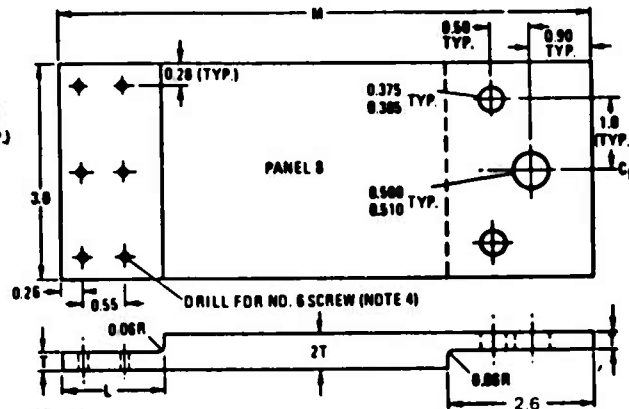 M
0.50
TYP.
0.90
TYP.
0.28 (TYP.)
0.375
0.385 TYP.
1.0
(TYP.
PANEL 8
3.0
0.500
0.510 TYP.
0.26
0.55
DRILL FOR NO. 6 SCREW (NOTE 4)
0.06R
T
2T
L
0.06R
2.6